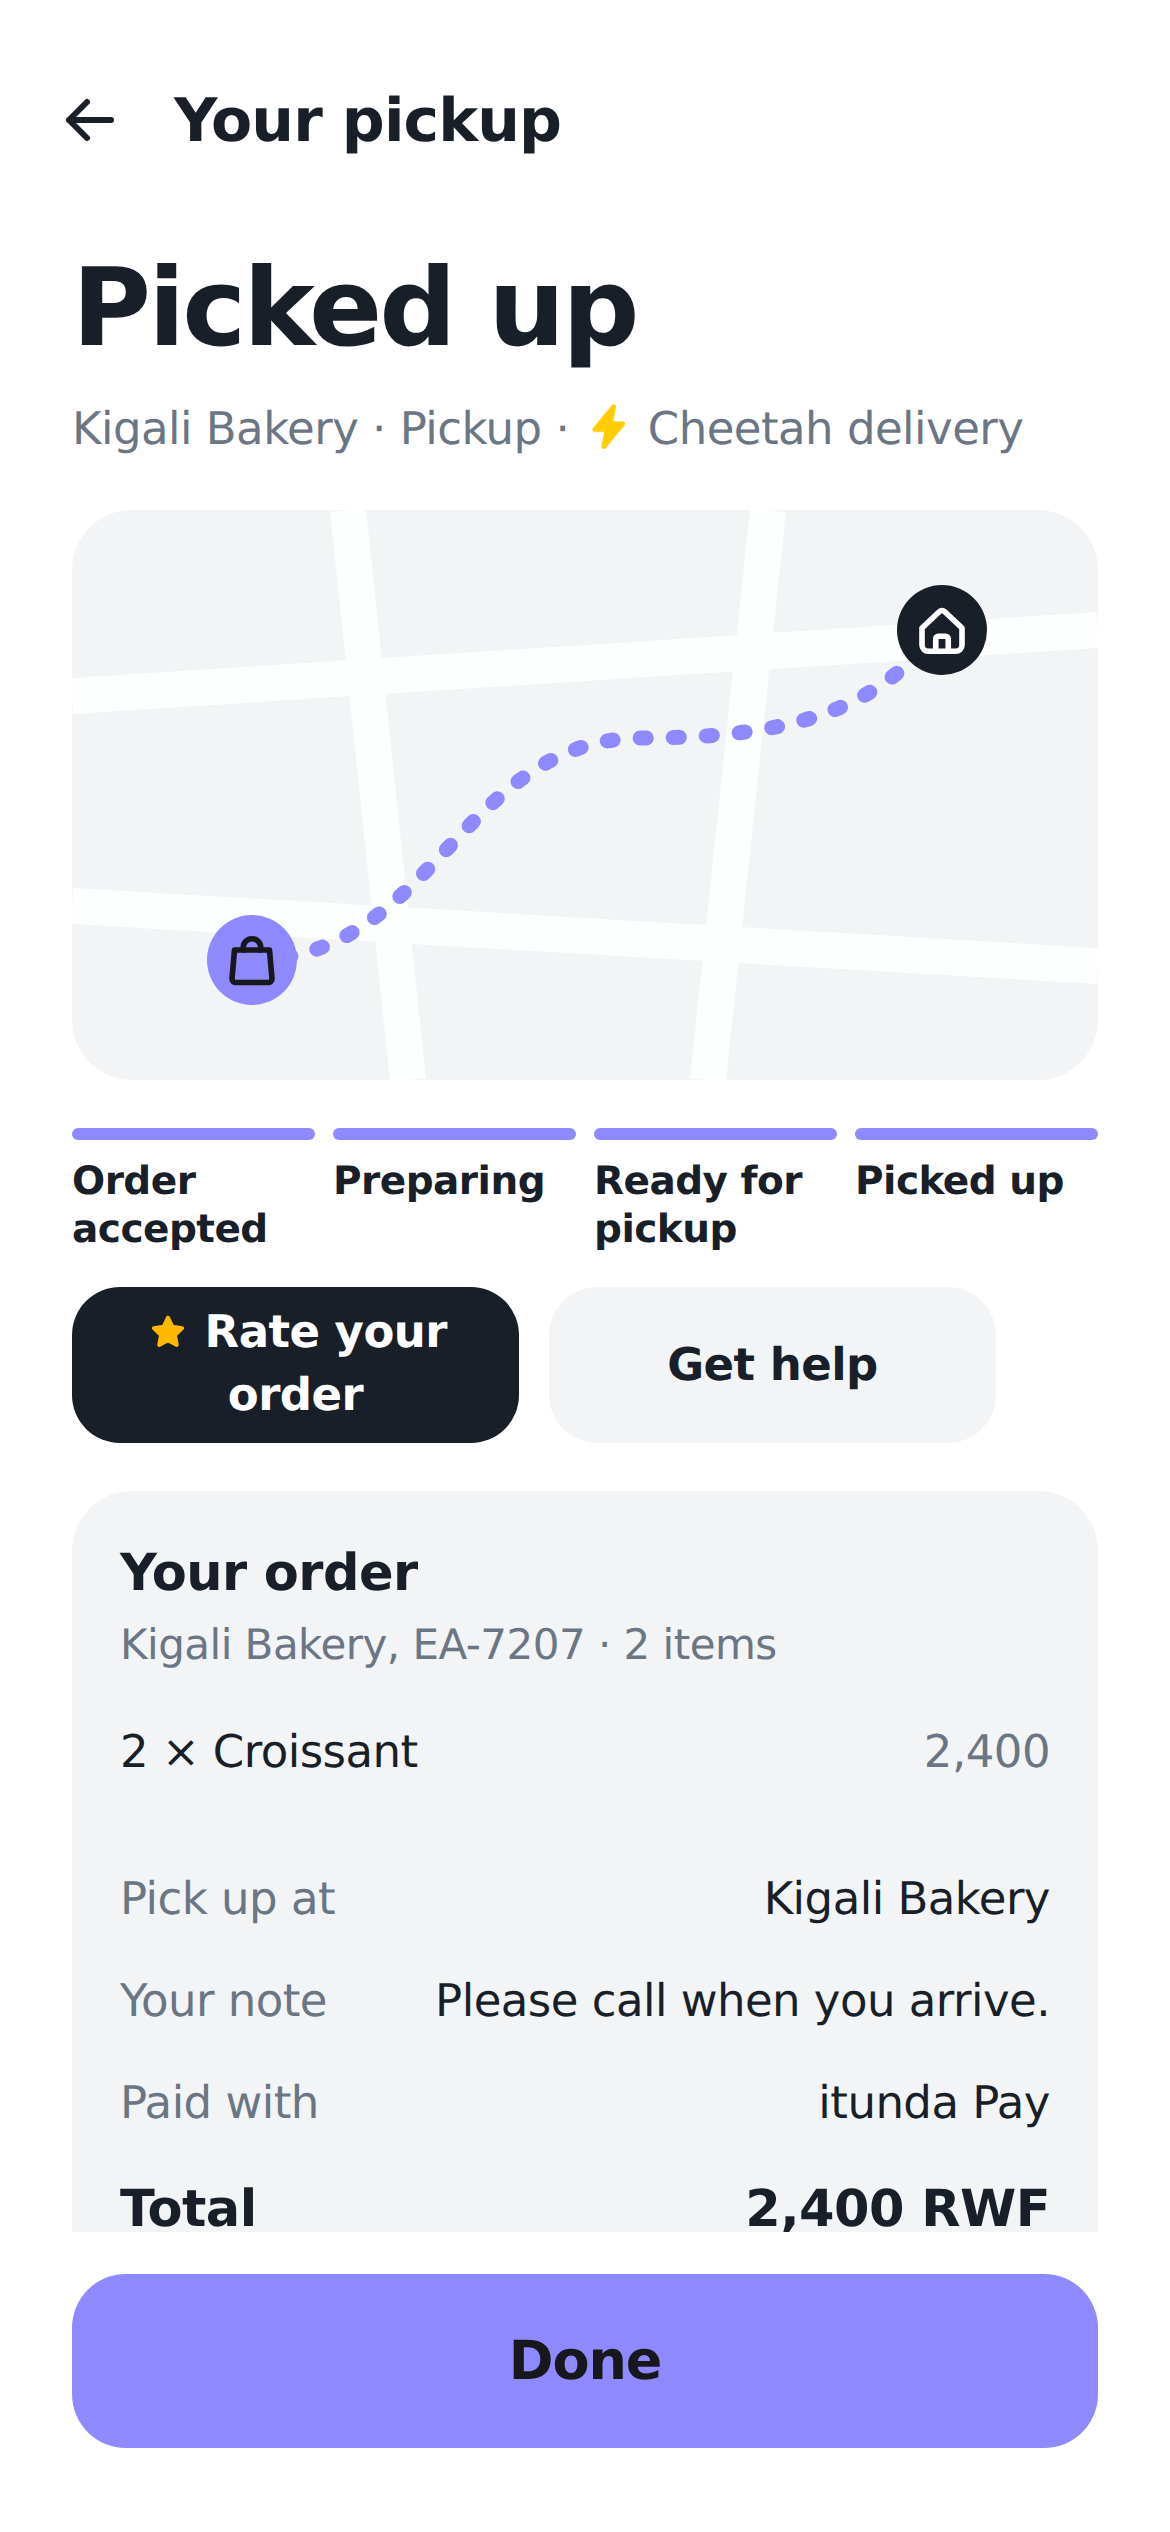 Your pickup
Picked up
Kigali Bakery · Pickup · Cheetah delivery
Order accepted
Preparing
Ready for pickup
Picked up
Rate your order
Get help
Your order
Kigali Bakery, EA-7207 · 2 items
2 × Croissant 2,400
Pick up at Kigali Bakery
Your note Please call when you arrive.
Paid with itunda Pay
Total 2,400 RWF
Done